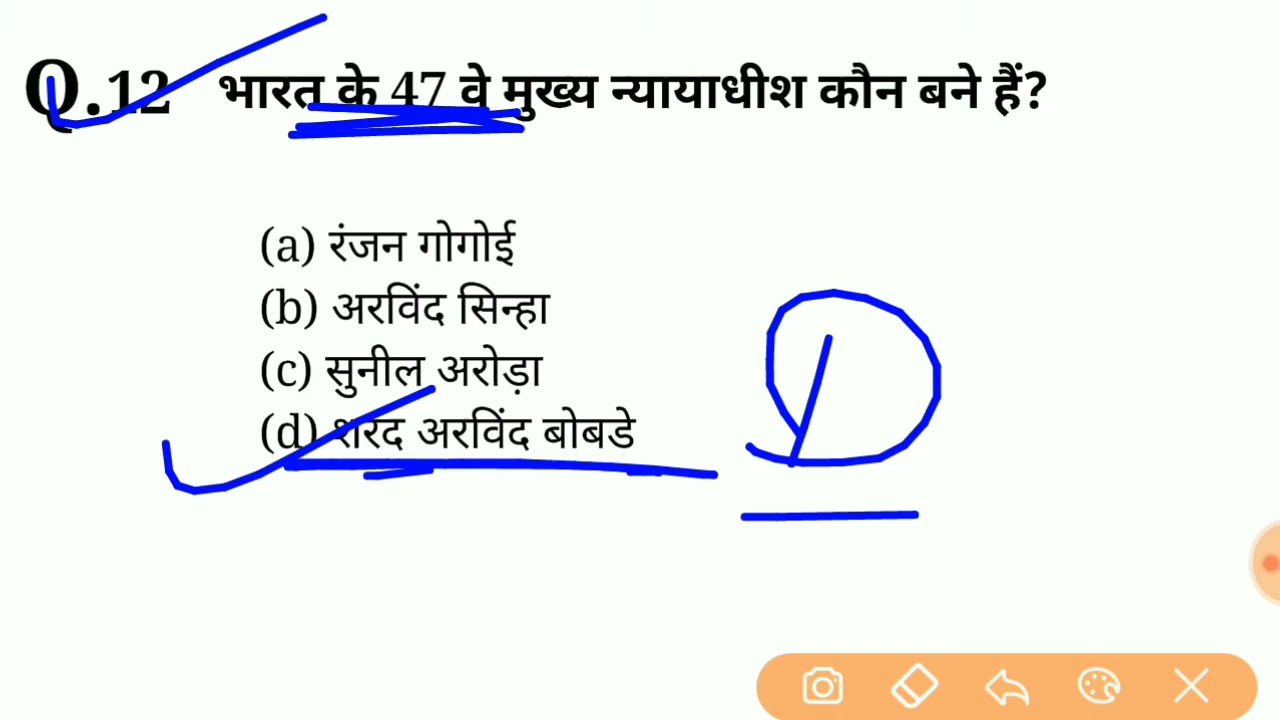 Q.12 भारत के 47 वे मुख्य न्यायाधीश कौन बने हैं?
(a) रंजन गोगोई
(b) अरविंद सिन्हा
(c) सुनील अरोड़ा
(d) शरद अरविंद बोबडे
D